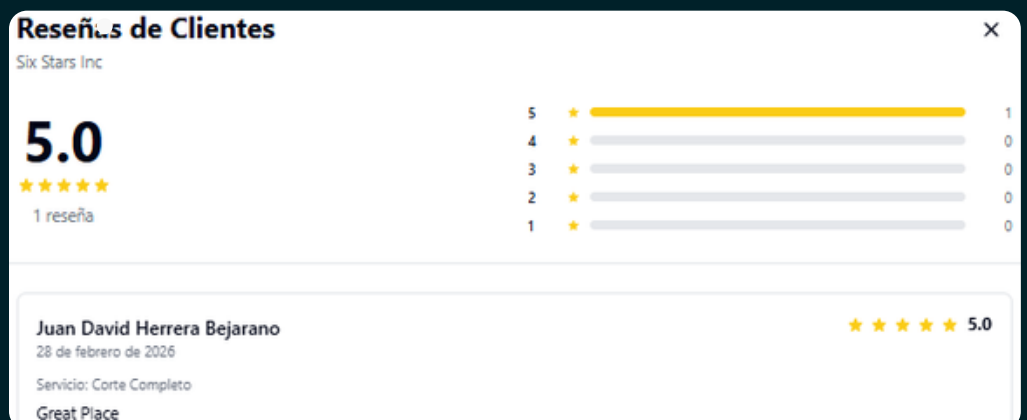 Reseñas de Clientes
Six Stars Inc
5.0
1 reseña
5 1
4 0
3 0
2 0
1 0
Juan David Herrera Bejarano
5.0
28 de febrero de 2026
Servicio: Corte Completo
Great Place